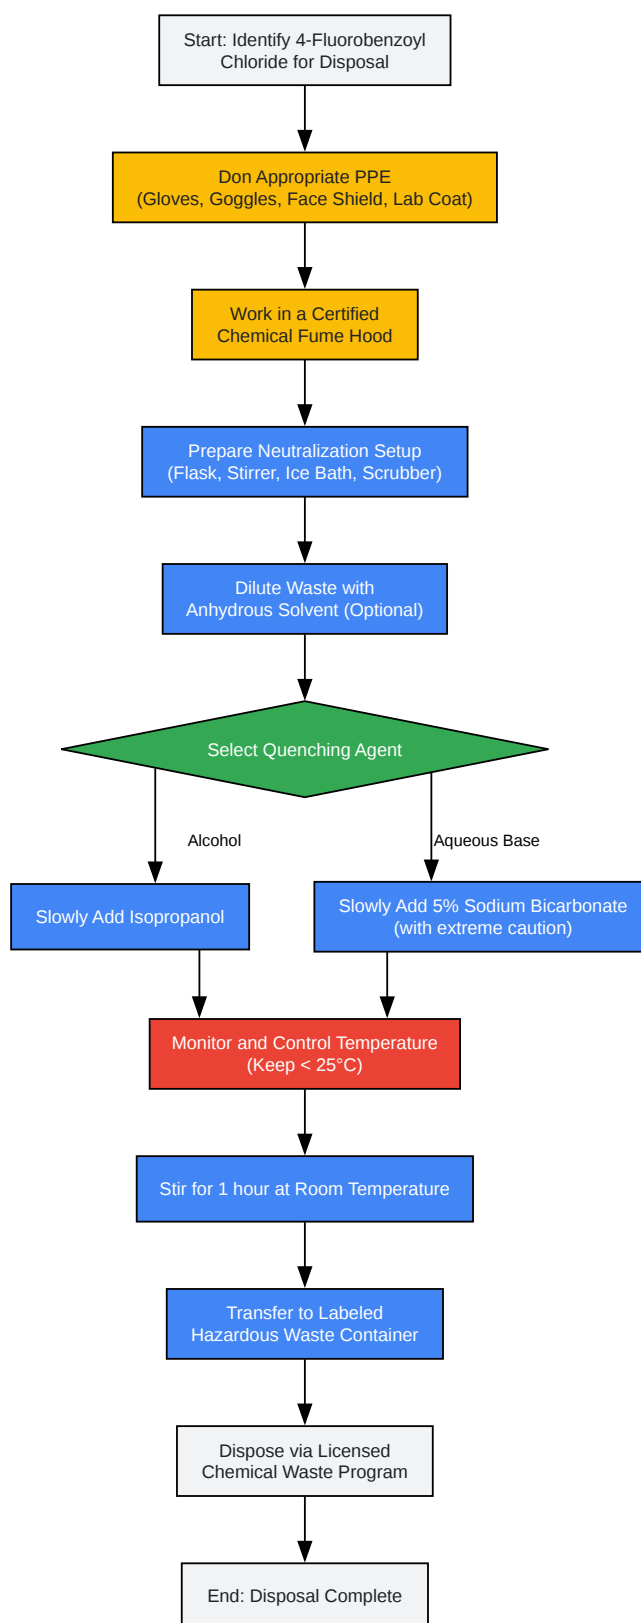 Start: Identify 4-Fluorobenzoyl
Chloride for Disposal
Don Appropriate PPE
(Gloves, Goggles, Face Shield, Lab Coat)
Work in a Certified
Chemical Fume Hood
Prepare Neutralization Setup
(Flask, Stirrer, Ice Bath, Scrubber)
Dilute Waste with
Anhydrous Solvent (Optional)
Select Quenching Agent
Alcohol
Aqueous Base
Slowly Add Isopropanol
Slowly Add 5% Sodium Bicarbonate
(with extreme caution)
Monitor and Control Temperature
(Keep < 25°C)
Stir for 1 hour at Room Temperature
Transfer to Labeled
Hazardous Waste Container
Dispose via Licensed
Chemical Waste Program
End: Disposal Complete